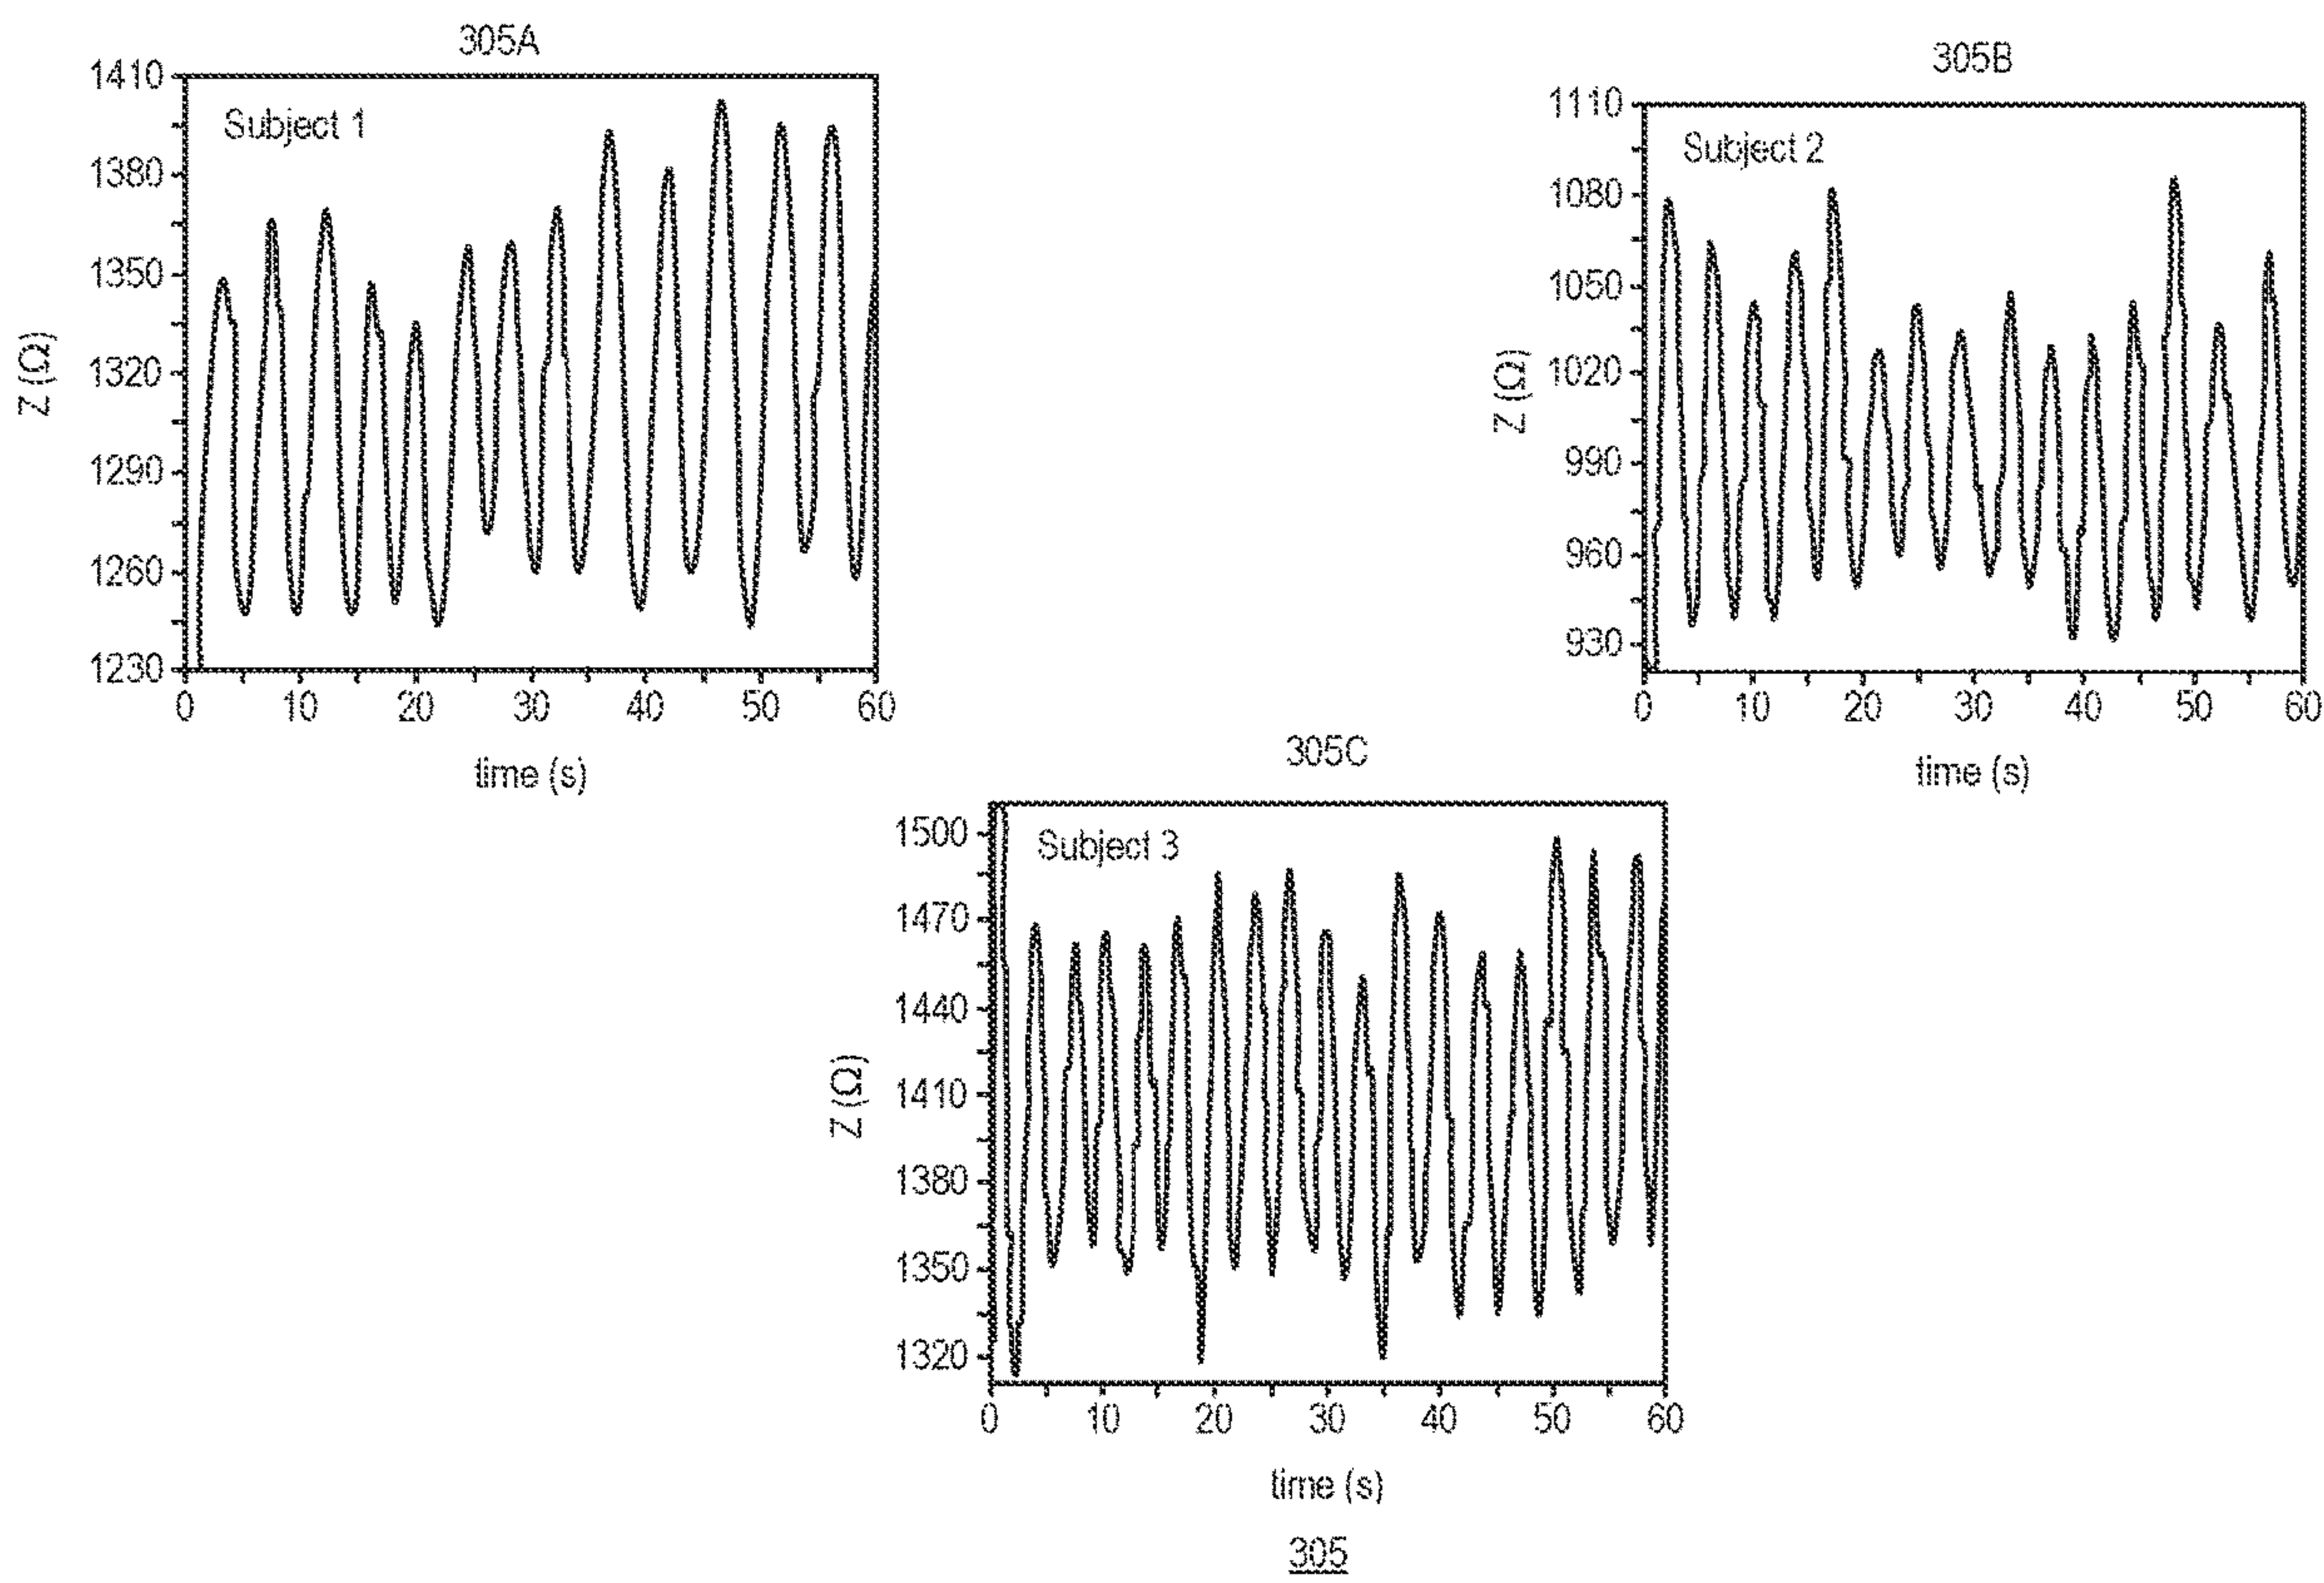 305A
1410
1380
1350
1320
1290
1260
1230
Z (Ω)
Subject 1
0 10 20 30 40 50 60
time (s)
305B
1110
1080
1050
1020
990
960
930
Z (Ω)
Subject 2
0 10 20 30 40 50 60
time (s)
305C
1500
1470
1440
1410
1380
1350
1320
Z (Ω)
Subject 3
0 10 20 30 40 50 60
time (s)
305